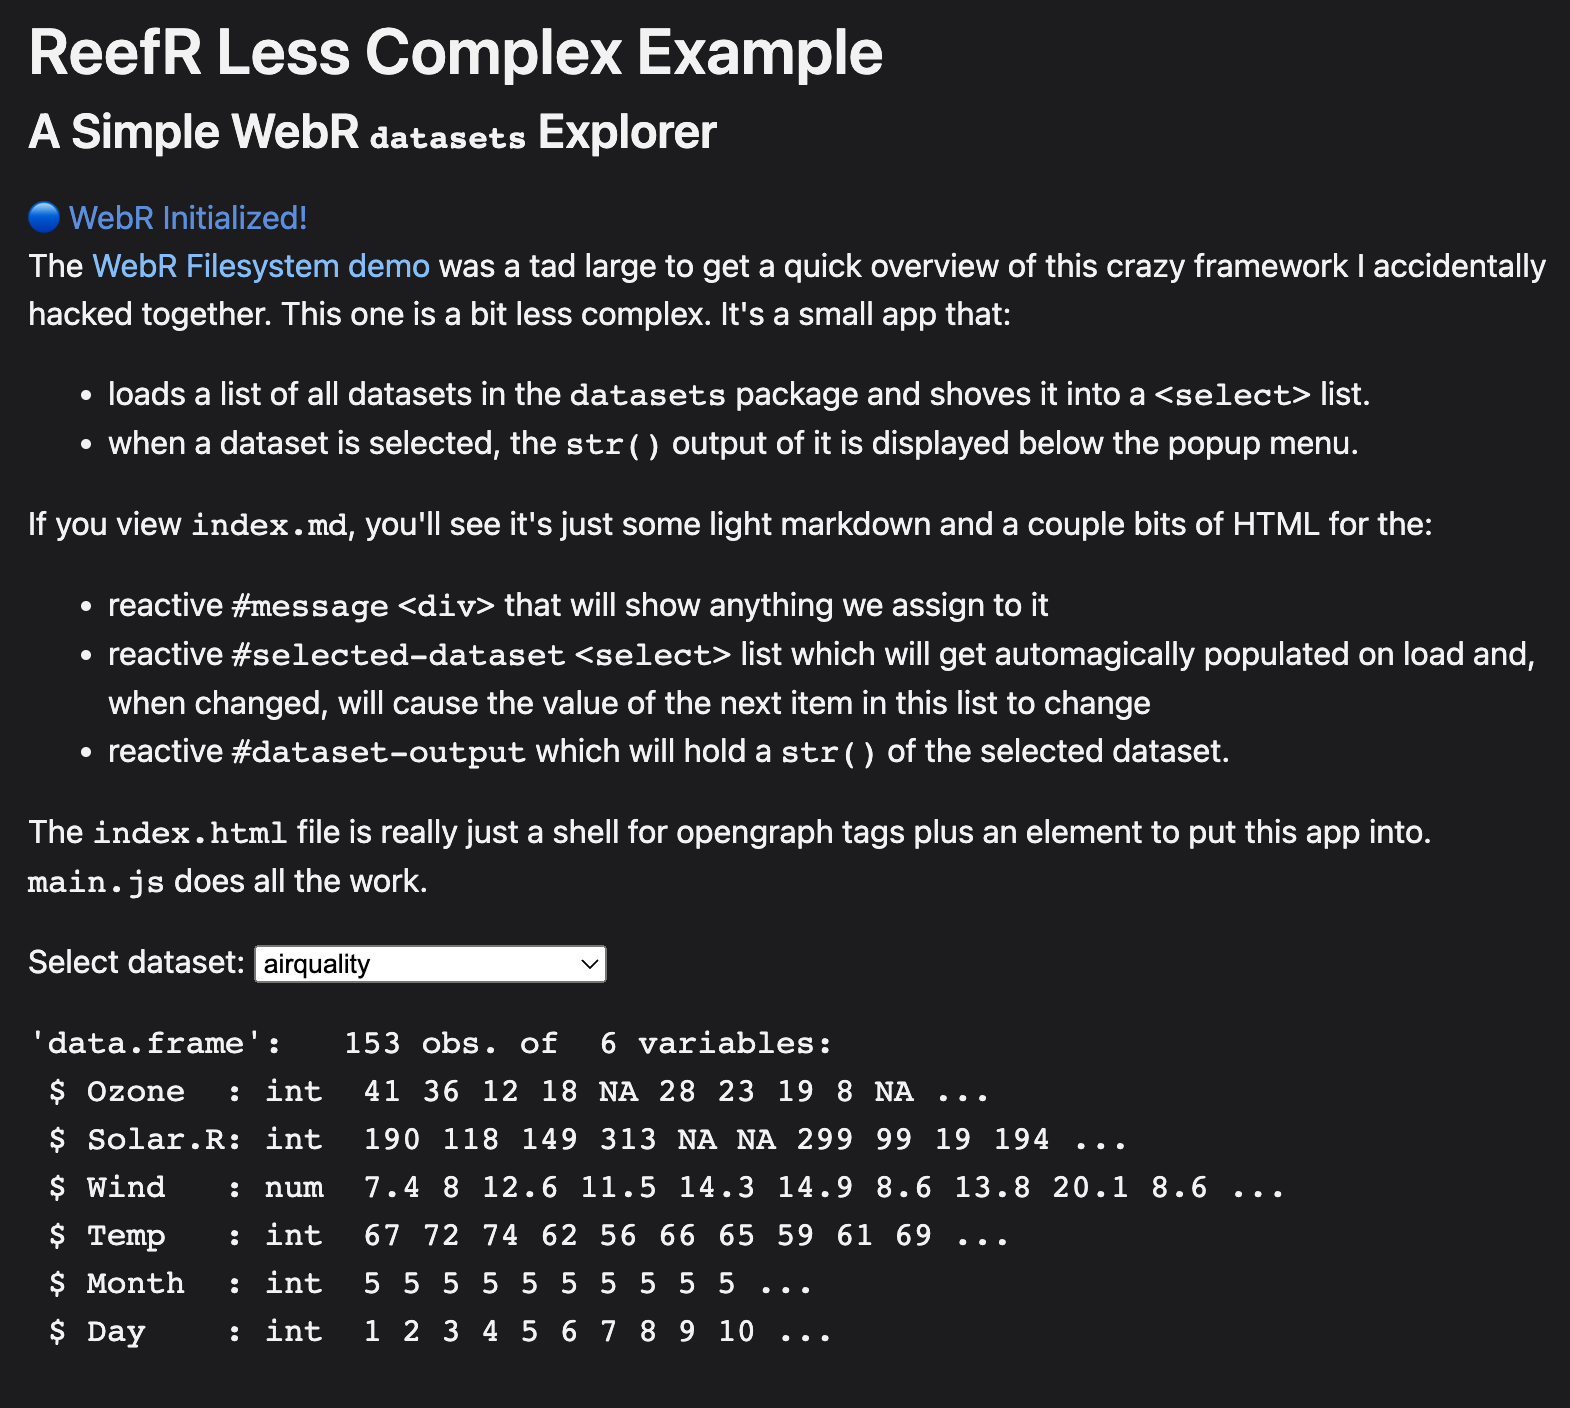 ReefR Less Complex Example
A Simple WebR datasets Explorer
🔵 WebR Initialized!
The WebR Filesystem demo was a tad large to get a quick overview of this crazy framework I accidentally
hacked together. This one is a bit less complex. It's a small app that:
• loads a list of all datasets in the datasets package and shoves it into a <select> list.
• when a dataset is selected, the str() output of it is displayed below the popup menu.
If you view index.md, you'll see it's just some light markdown and a couple bits of HTML for the:
• reactive #message <div> that will show anything we assign to it
• reactive #selected-dataset <select> list which will get automagically populated on load and,
when changed, will cause the value of the next item in this list to change
• reactive #dataset-output which will hold a str() of the selected dataset.
The index.html file is really just a shell for opengraph tags plus an element to put this app into.
main.js does all the work.
Select dataset: airquality
'data.frame':   153 obs. of  6 variables:
 $ Ozone  : int  41 36 12 18 NA 28 23 19 8 NA ...
 $ Solar.R: int  190 118 149 313 NA NA 299 99 19 194 ...
 $ Wind   : num  7.4 8 12.6 11.5 14.3 14.9 8.6 13.8 20.1 8.6 ...
 $ Temp   : int  67 72 74 62 56 66 65 59 61 69 ...
 $ Month  : int  5 5 5 5 5 5 5 5 5 5 ...
 $ Day    : int  1 2 3 4 5 6 7 8 9 10 ...